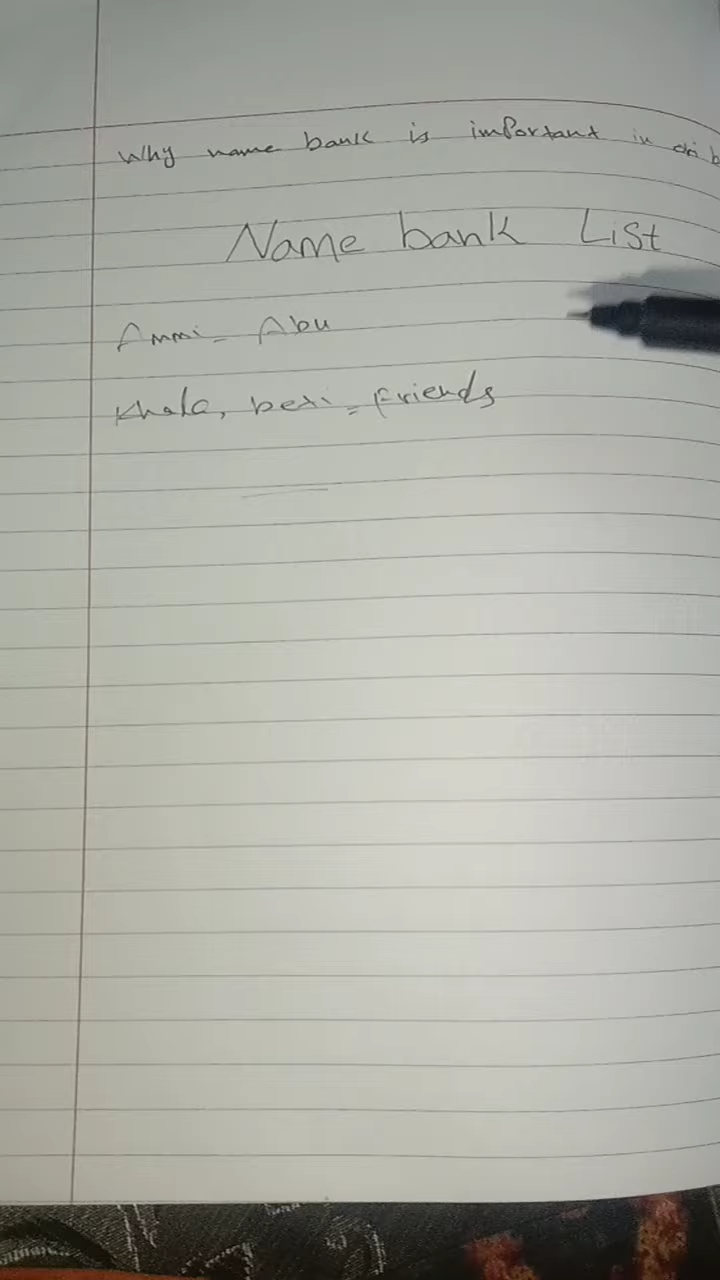 Why name bank is important in
Name bank List
Ammi - Abu
Khala, beti = friends